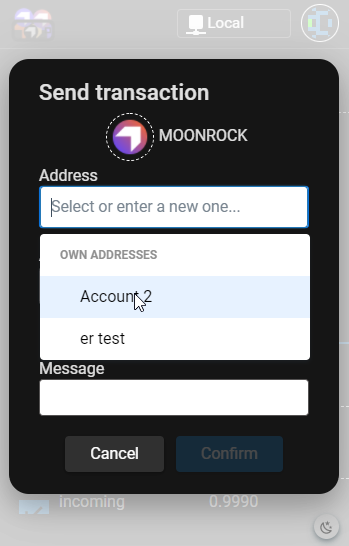 Local
Send transaction
MOONROCK
Address
Select or enter a new one...
OWN ADDRESSES
Account 2
er test
Message
Cancel
Confirm
incoming 0.9990